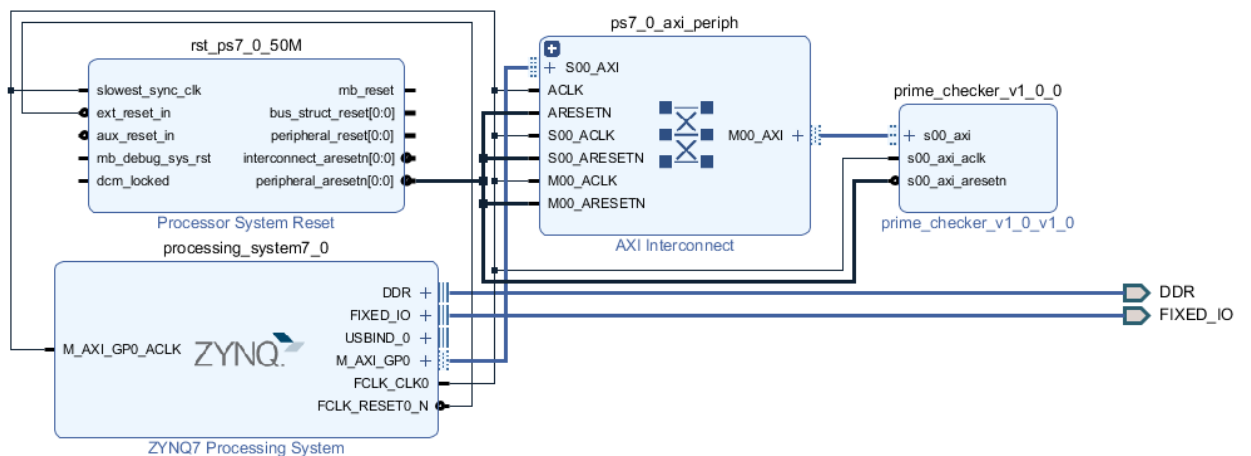 rst_ps7_0_50M
slowest_sync_clk
mb_reset
ext_reset_in
bus_struct_reset[0:0]
aux_reset_in
peripheral_reset[0:0]
mb_debug_sys_rst
interconnect_aresetn[0:0]
dcm_locked
peripheral_aresetn[0:0]
Processor System Reset
ps7_0_axi_periph
S00_AXI
ACLK
ARESETN
S00_ACLK
M00_AXI
S00_ARESETN
M00_ACLK
M00_ARESETN
AXI Interconnect
prime_checker_v1_0_0
s00_axi
s00_axi_aclk
s00_axi_aresetn
prime_checker_v1_0_v1_0
processing_system7_0
DDR
FIXED_IO
USBIND_0
M_AXI_GP0_ACLK
ZYNQ
M_AXI_GP0
FCLK_CLK0
FCLK_RESET0_N
ZYNQ7 Processing System
DDR
FIXED_IO